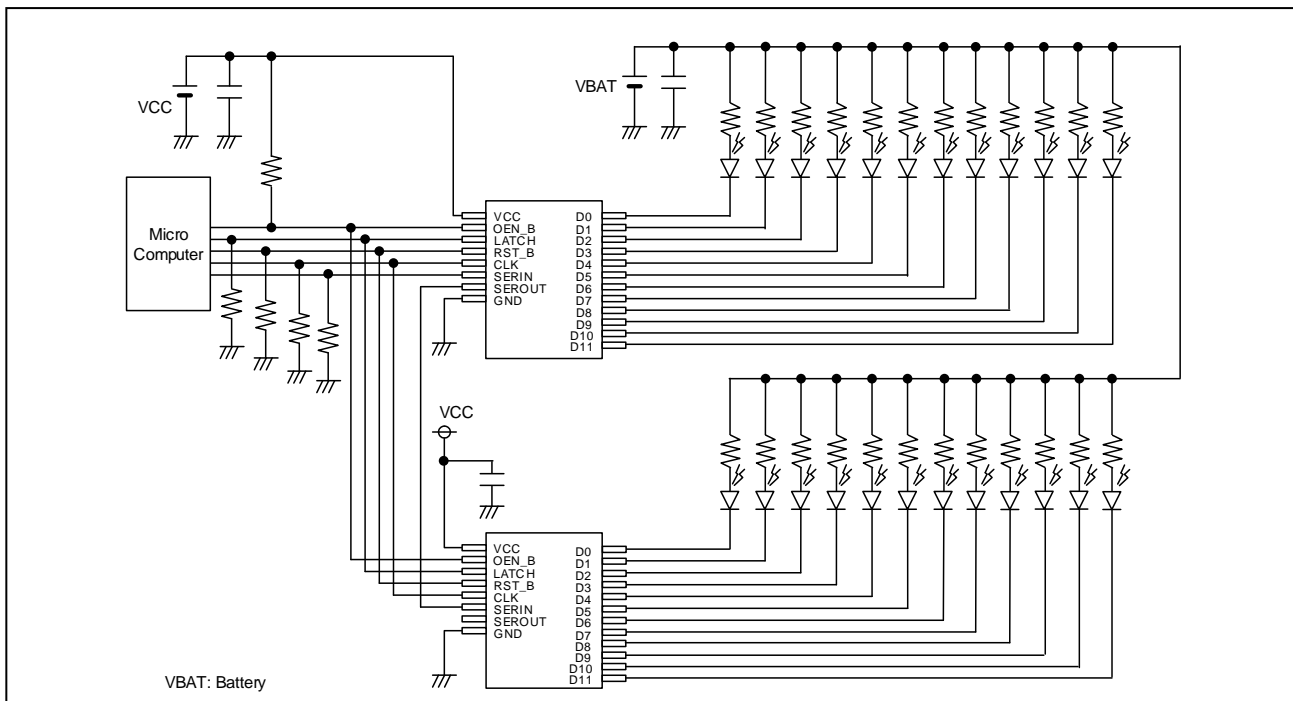 VCC
VBAT
Micro
Computer
VCC
OEN_B
LATCH
RST_B
CLK
SERIN
SEROUT
GND
D0
D1
D2
D3
D4
D5
D6
D7
D8
D9
D10
D11
VCC
VCC
OEN_B
LATCH
RST_B
CLK
SERIN
SEROUT
GND
D0
D1
D2
D3
D4
D5
D6
D7
D8
D9
D10
D11
VBAT: Battery